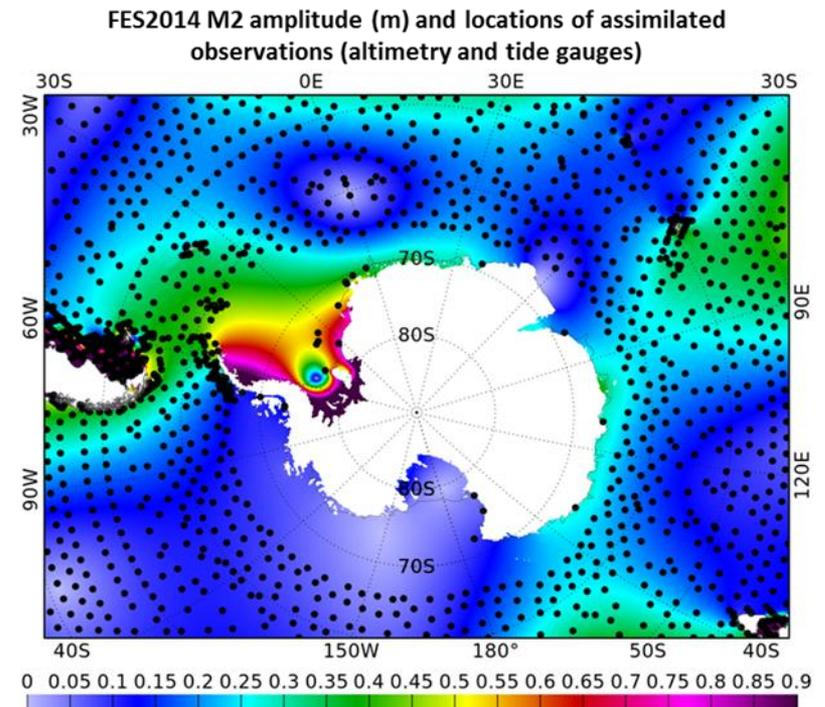 FES2014 M2 amplitude (m) and locations of assimilated
observations (altimetry and tide gauges)
30S 0E 30E 30S
30W
70S
60W 80S 90E
90W 80S 120E
70S
40S 150W 180° 50S 40S
0 0.05 0.1 0.15 0.2 0.25 0.3 0.35 0.4 0.45 0.5 0.55 0.6 0.65 0.7 0.75 0.8 0.85 0.9